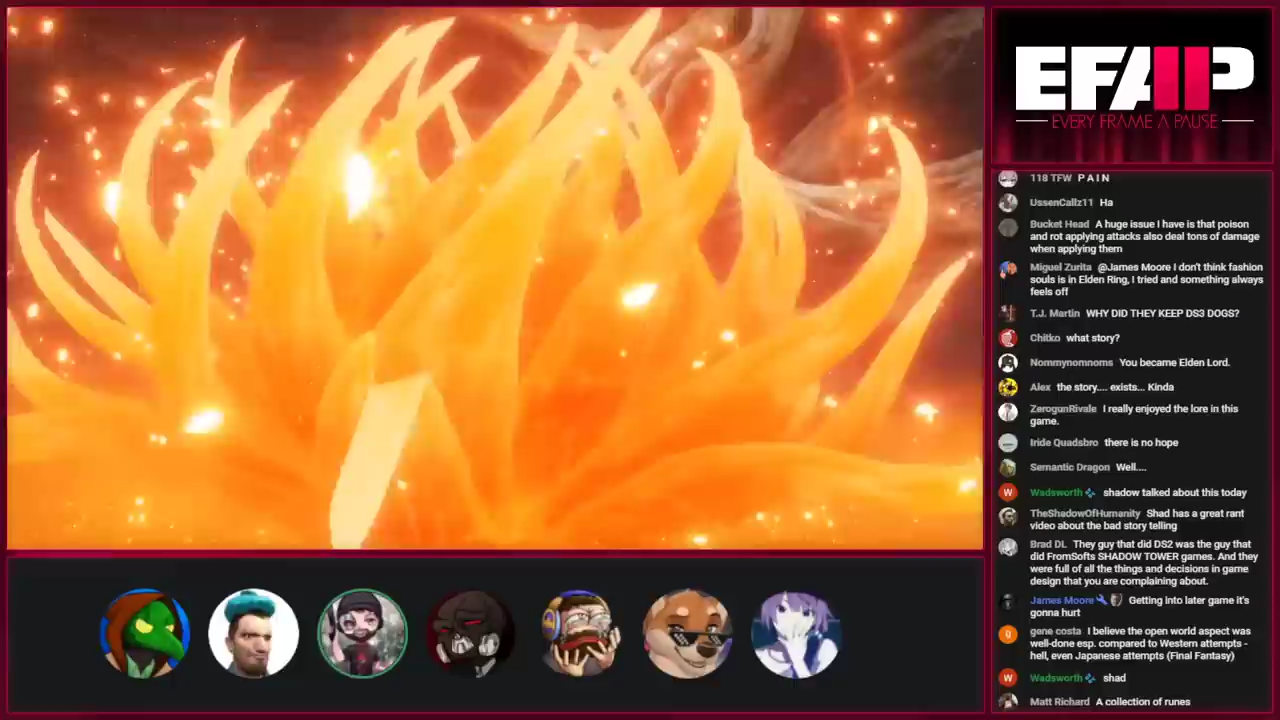 EFAP
EVERY FRAME A PAUSE
118 TFW P A I N
UssenCallz11 Ha
Bucket Head A huge issue I have is that poison
and rot applying attacks also deal tons of damage
when applying them
Miguel Zurita @James Moore I don't think fashion
souls is in Elden Ring, I tried and something always
feels off
T.J. Martin WHY DID THEY KEEP DS3 DOGS?
Chitko what story?
Nommynomnoms You became Elden Lord.
Alex the story.... exists... Kinda
ZerogunRivale I really enjoyed the lore in this
game.
Iride Quadsbro there is no hope
Semantic Dragon Well....
W Wadsworth shadow talked about this today
TheShadowOfHumanity Shad has a great rant
video about the bad story telling
Brad DL They guy that did DS2 was the guy that
did FromSofts SHADOW TOWER games. And they
were full of all the things and decisions in game
design that you are complaining about.
James Moore Getting into later game it's
gonna hurt
gene costa I believe the open world aspect was
well-done esp. compared to Western attempts -
hell, even Japanese attempts (Final Fantasy)
W Wadsworth shad
Matt Richard A collection of runes